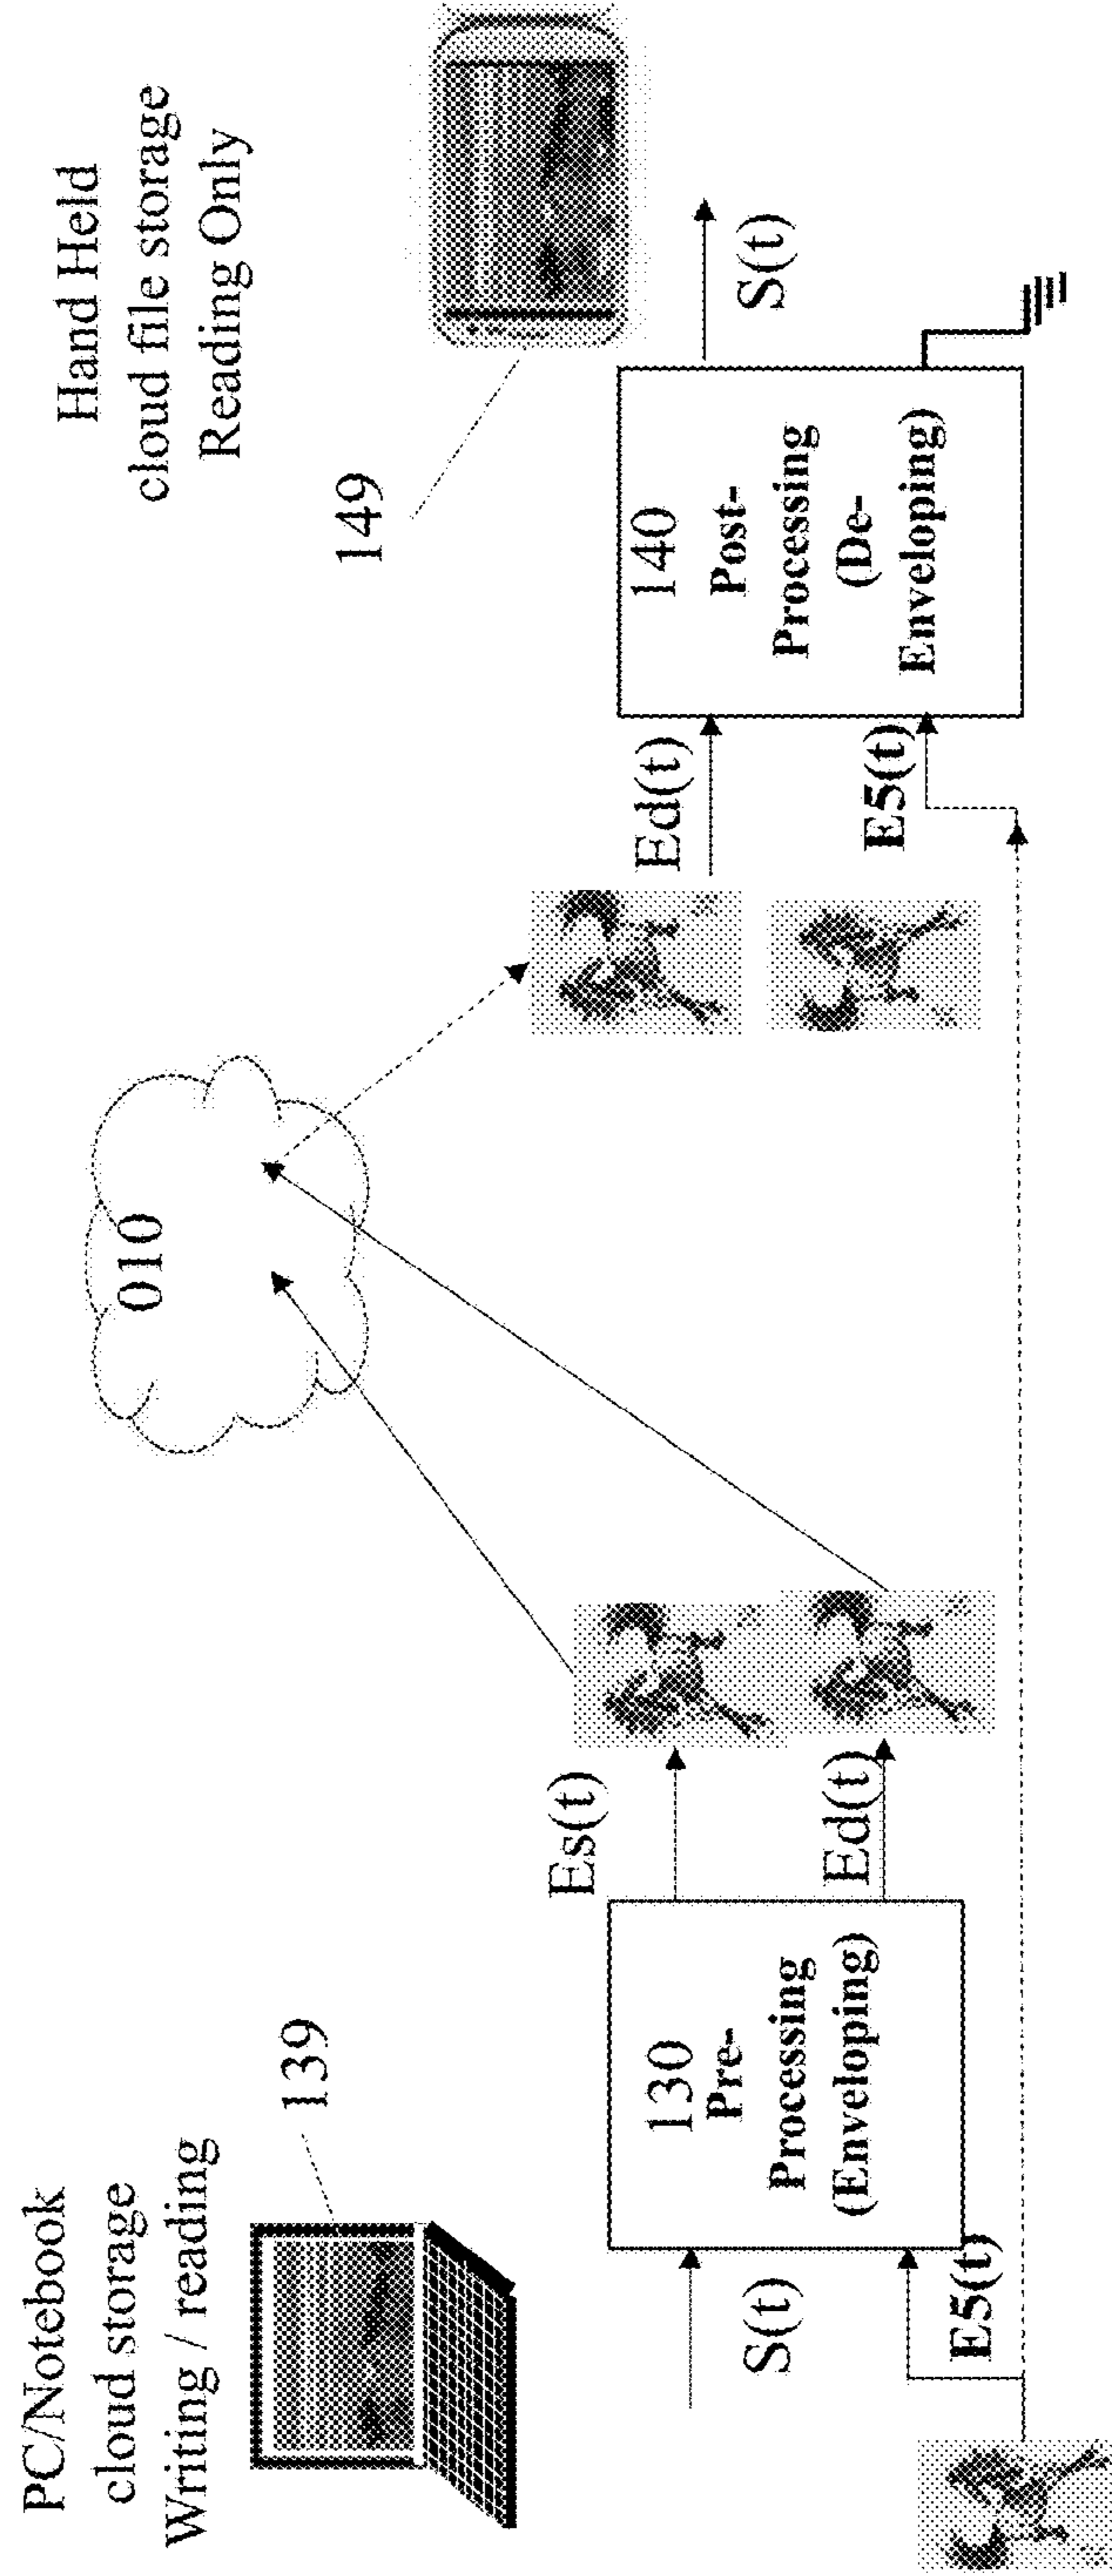 PC/Notebook
cloud storage
Writing / reading
139
S(t)
E5(t)
130
Pre-
Processing
(Enveloping)
Es(t)
Ed(t)
010
Ed(t)
E5(t)
140
Post-
Processing
(De-
Enveloping)
S(t)
149
Hand Held
cloud file storage
Reading Only